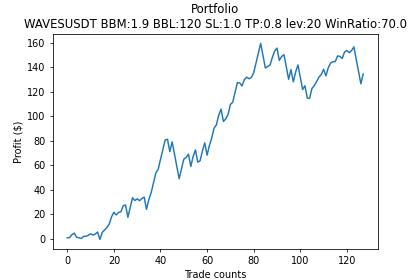 Portfolio
WAVESUSDT BBM:1.9 BBL:120 SL:1.0 TP:0.8 lev:20 WinRatio:70.0
160
140
120
100
80
60
40
20
0
Profit ($)
0 20 40 60 80 100 120
Trade counts